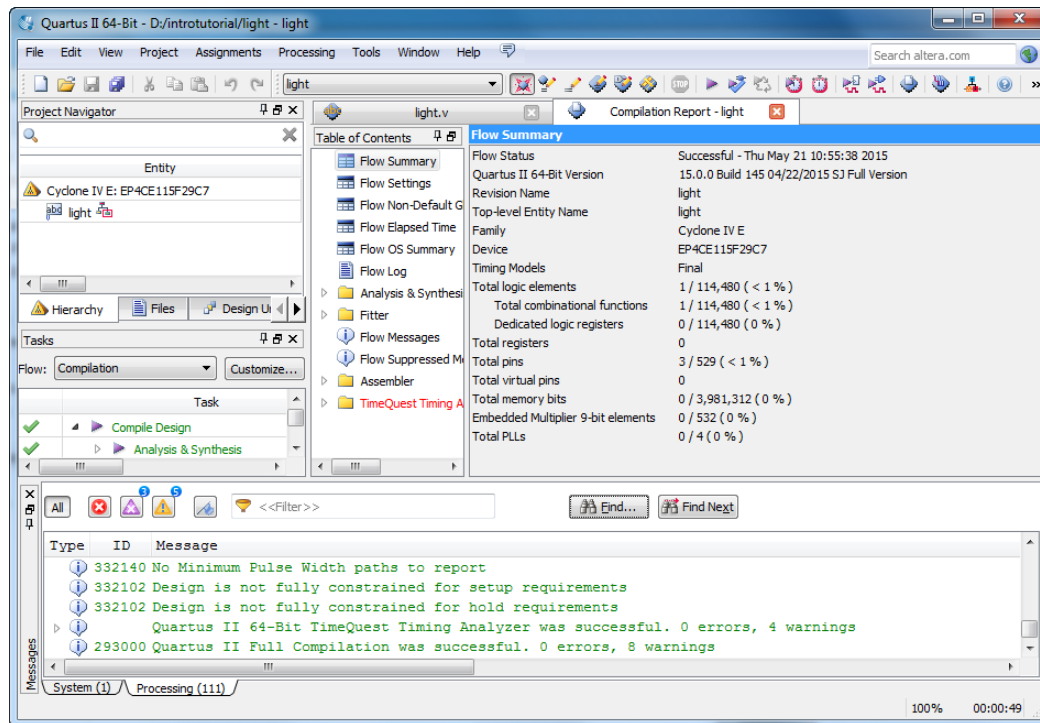 Quartus II 64-Bit - D:/introtutorial/light - light
File Edit View Project Assignments Processing Tools Window Help
Search altera.com
light
»
Project Navigator
Entity
Cyclone IV E: EP4CE115F29C7
abd light
Hierarchy Files Design U
Tasks
Flow: Compilation Customize...
Task
Compile Design
Analysis & Synthesis
light.v
Compilation Report - light
Table of Contents
Flow Summary
Flow Settings
Flow Non-Default G
Flow Elapsed Time
Flow OS Summary
Flow Log
Analysis & Synthesi
Fitter
Flow Messages
Flow Suppressed M
Assembler
TimeQuest Timing A
Flow Summary
Flow Status Successful - Thu May 21 10:55:38 2015
Quartus II 64-Bit Version 15.0.0 Build 145 04/22/2015 SJ Full Version
Revision Name light
Top-level Entity Name light
Family Cyclone IV E
Device EP4CE115F29C7
Timing Models Final
Total logic elements 1 / 114,480 ( < 1 % )
Total combinational functions 1 / 114,480 ( < 1 % )
Dedicated logic registers 0 / 114,480 ( 0 % )
Total registers 0
Total pins 3 / 529 ( < 1 % )
Total virtual pins 0
Total memory bits 0 / 3,981,312 ( 0 % )
Embedded Multiplier 9-bit elements 0 / 532 ( 0 % )
Total PLLs 0 / 4 ( 0 % )
All 3 5 <<Filter>> Find... Find Next
Type ID Message
332140 No Minimum Pulse Width paths to report
332102 Design is not fully constrained for setup requirements
332102 Design is not fully constrained for hold requirements
Quartus II 64-Bit TimeQuest Timing Analyzer was successful. 0 errors, 4 warnings
293000 Quartus II Full Compilation was successful. 0 errors, 8 warnings
Messages
System (1) Processing (111)
100% 00:00:49